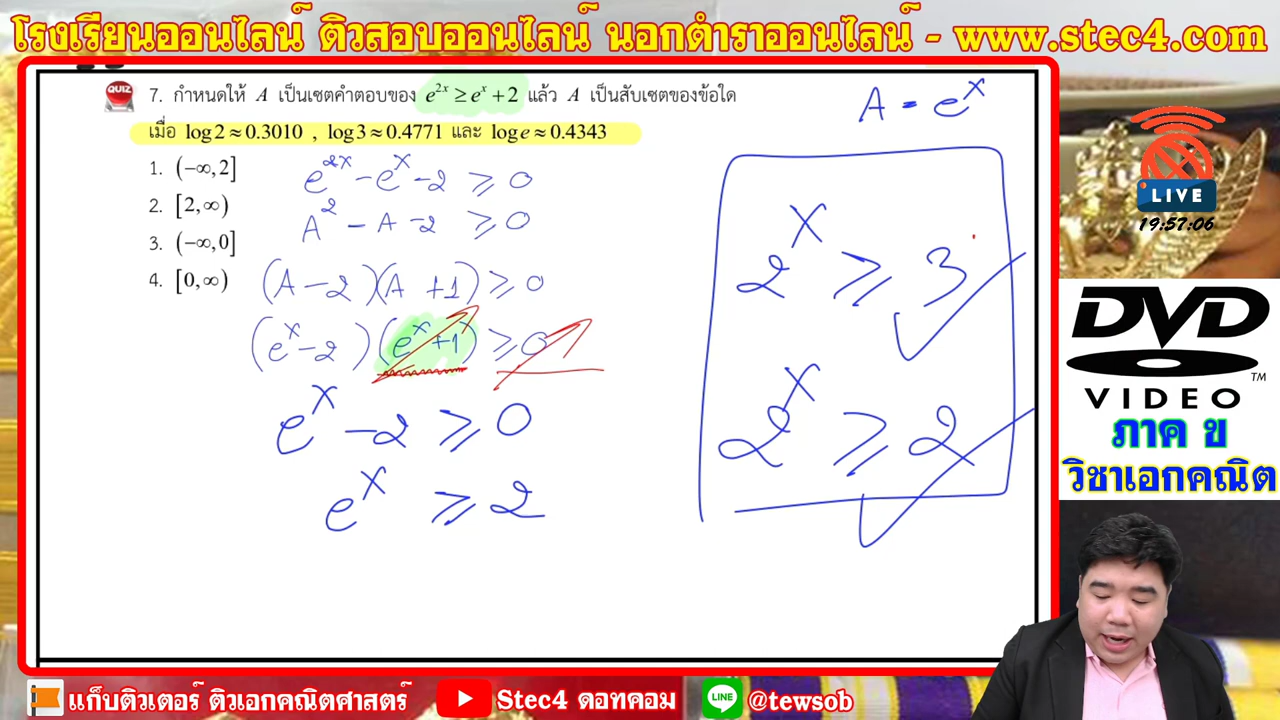 โรงเรียนออนไลน์ ติวสอบออนไลน์ นอกตำราออนไลน์ - www.stec4.com
QUIZ
7. กำหนดให้ A เป็นเซตคำตอบของ e^{2x} ≥ e^x + 2 แล้ว A เป็นสับเซตของข้อใด
เมื่อ log 2 ≈ 0.3010 , log 3 ≈ 0.4771 และ log e ≈ 0.4343
1. (−∞,2]
2. [2,∞)
3. (−∞,0]
4. [0,∞)
e^{2x} - e^x - 2 ≥ 0
A^2 - A - 2 ≥ 0
(A - 2)(A + 1) ≥ 0
(e^x - 2)(e^x + 1) ≥ 0
e^x - 2 ≥ 0
e^x ≥ 2
A = e^x
2^x ≥ 3
2^x ≥ 2
LIVE
19:57:06
DVD
TM
VIDEO
ภาค ข
วิชาเอกคณิต
แก็บติวเตอร์ ติวเอกคณิตศาสตร์
Stec4 ดอทคอม
LINE
@tewsob